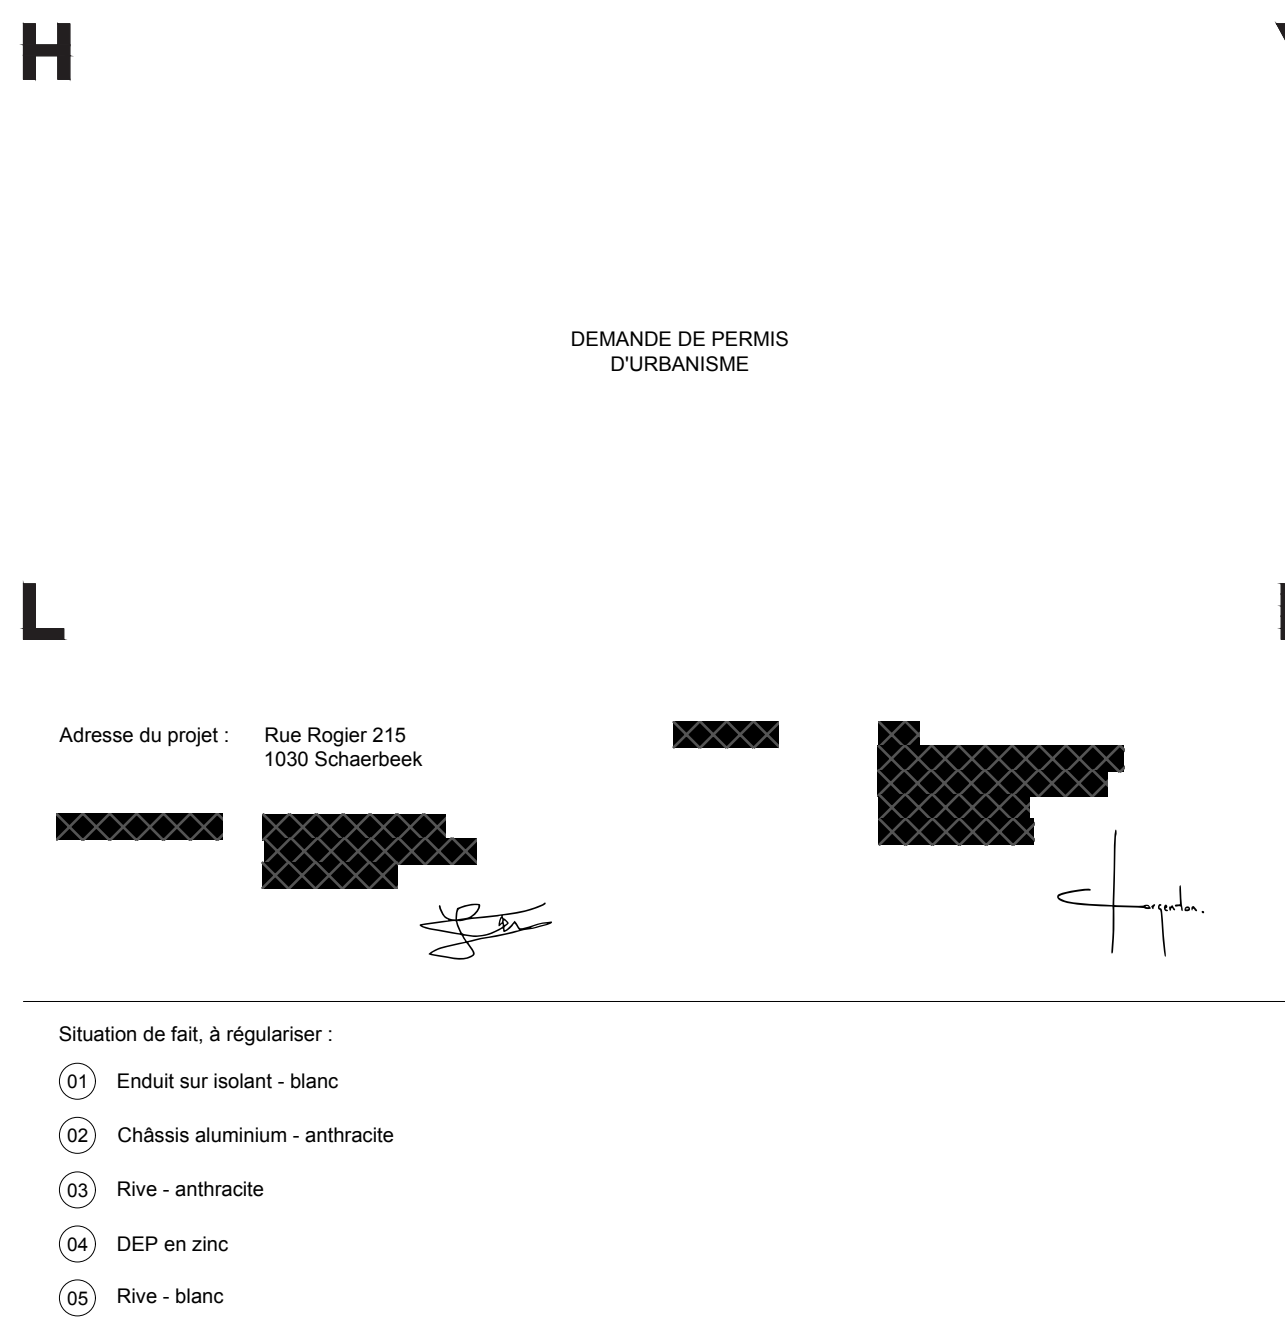 H
DEMANDE DE PERMIS
D'URBANISME
L
Adresse du projet : Rue Rogier 215
1030 Schaerbeek
Situation de fait, à régulariser :
01 Enduit sur isolant - blanc
02 Châssis aluminium - anthracite
03 Rive - anthracite
04 DEP en zinc
05 Rive - blanc